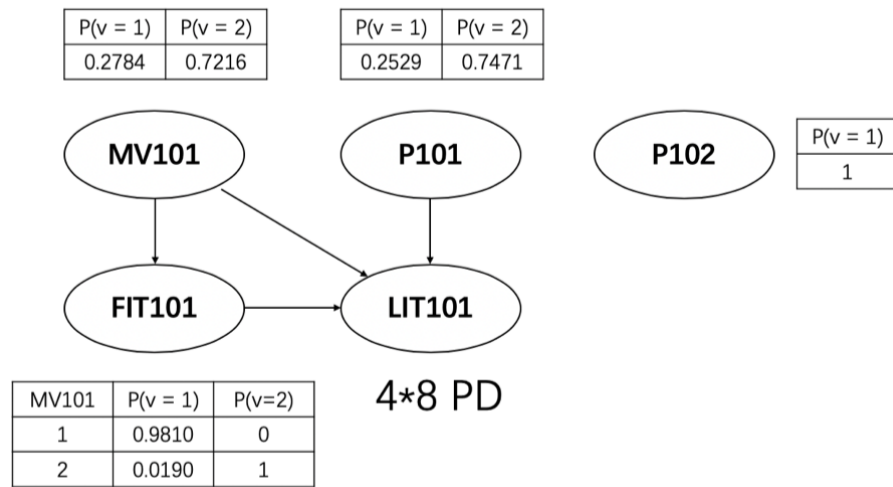 P(v = 1) P(v = 2)
0.2784 0.7216
P(v = 1) P(v = 2)
0.2529 0.7471
MV101
P101
P102
P(v = 1)
1
FIT101
LIT101
4*8 PD
MV101 P(v = 1) P(v=2)
1 0.9810 0
2 0.0190 1